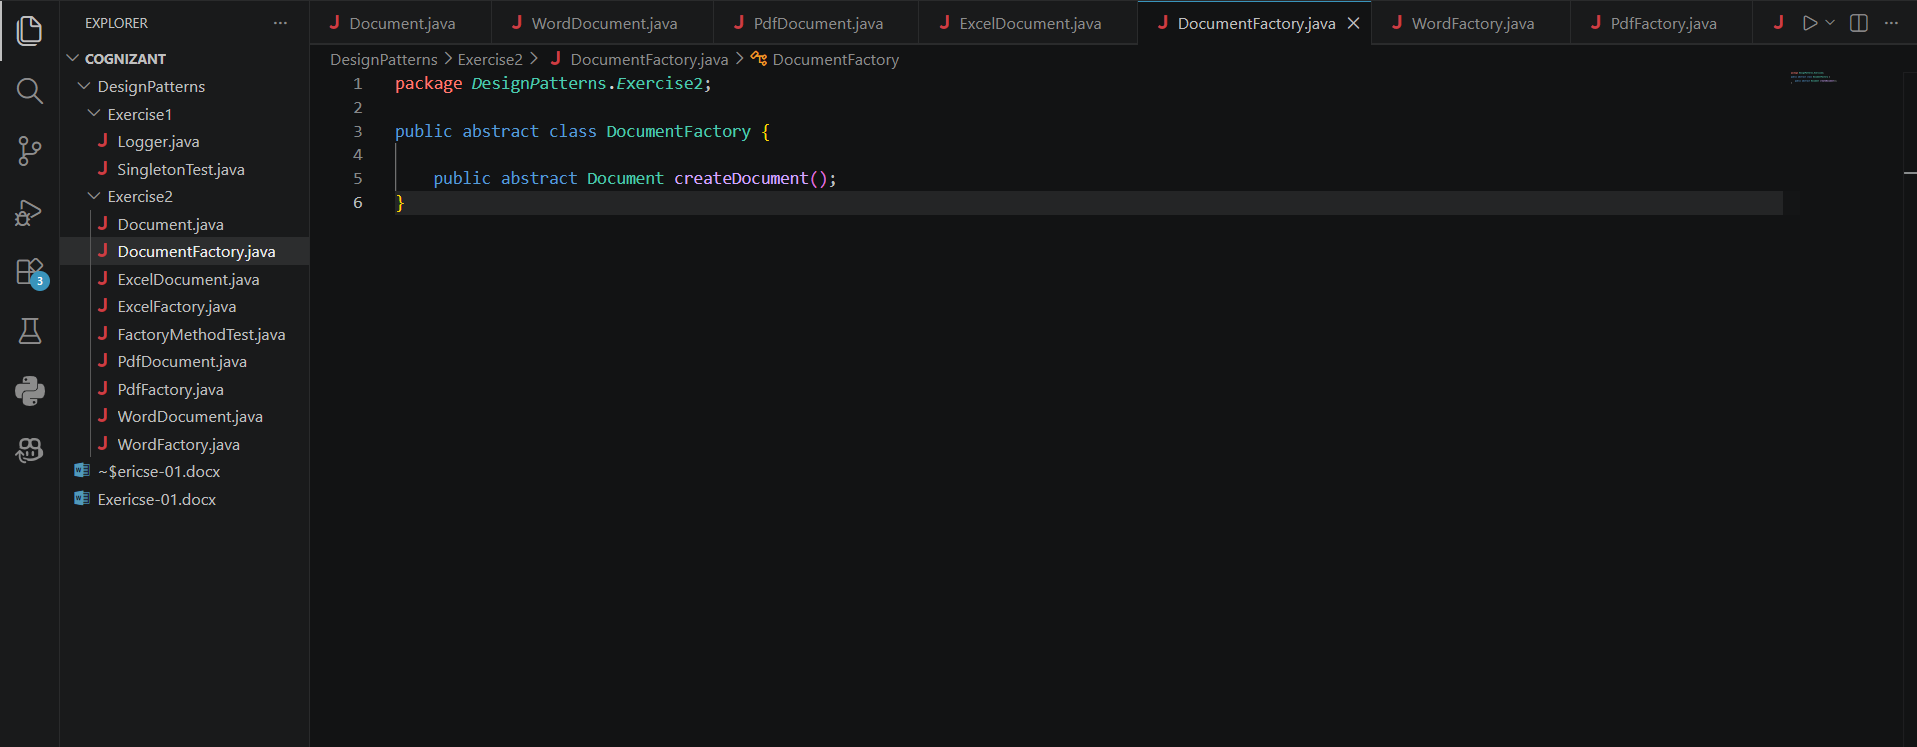 EXPLORER
COGNIZANT
DesignPatterns
Exercise1
Logger.java
SingletonTest.java
Exercise2
Document.java
DocumentFactory.java
ExcelDocument.java
ExcelFactory.java
FactoryMethodTest.java
PdfDocument.java
PdfFactory.java
WordDocument.java
WordFactory.java
~$ericse-01.docx
Exericse-01.docx
3
Document.java WordDocument.java PdfDocument.java ExcelDocument.java DocumentFactory.java WordFactory.java PdfFactory.java
DesignPatterns > Exercise2 > DocumentFactory.java > DocumentFactory
1 package DesignPatterns.Exercise2;
2
3 public abstract class DocumentFactory {
4
5 public abstract Document createDocument();
6 }